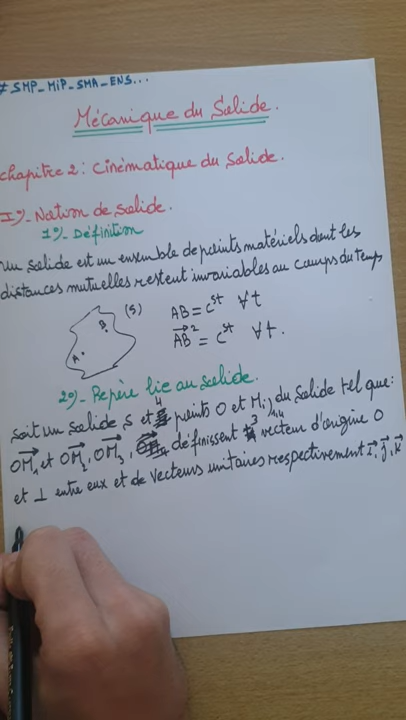 # SMP_MIP_SMA_ENS...
Mécanique du Solide.
Chapitre 2: Cinématique du Solide.
I°)- Notion de solide.
1°)- Définition
Un solide est un ensemble de points matériels dont les
distances mutuelles restent invariables au cours du temps
(S)
B
A
AB = Cst ∀t
AB² = Cst ∀t.
2°)- Repère lié au solide.
Soit un solide S et 4 points O et Mi, du solide tel que:
OM₁ et OM₂, OM₃, définissent 3 vecteur d'origine O
et ⊥ entre eux et de vecteurs unitaires respectivement i, j, k